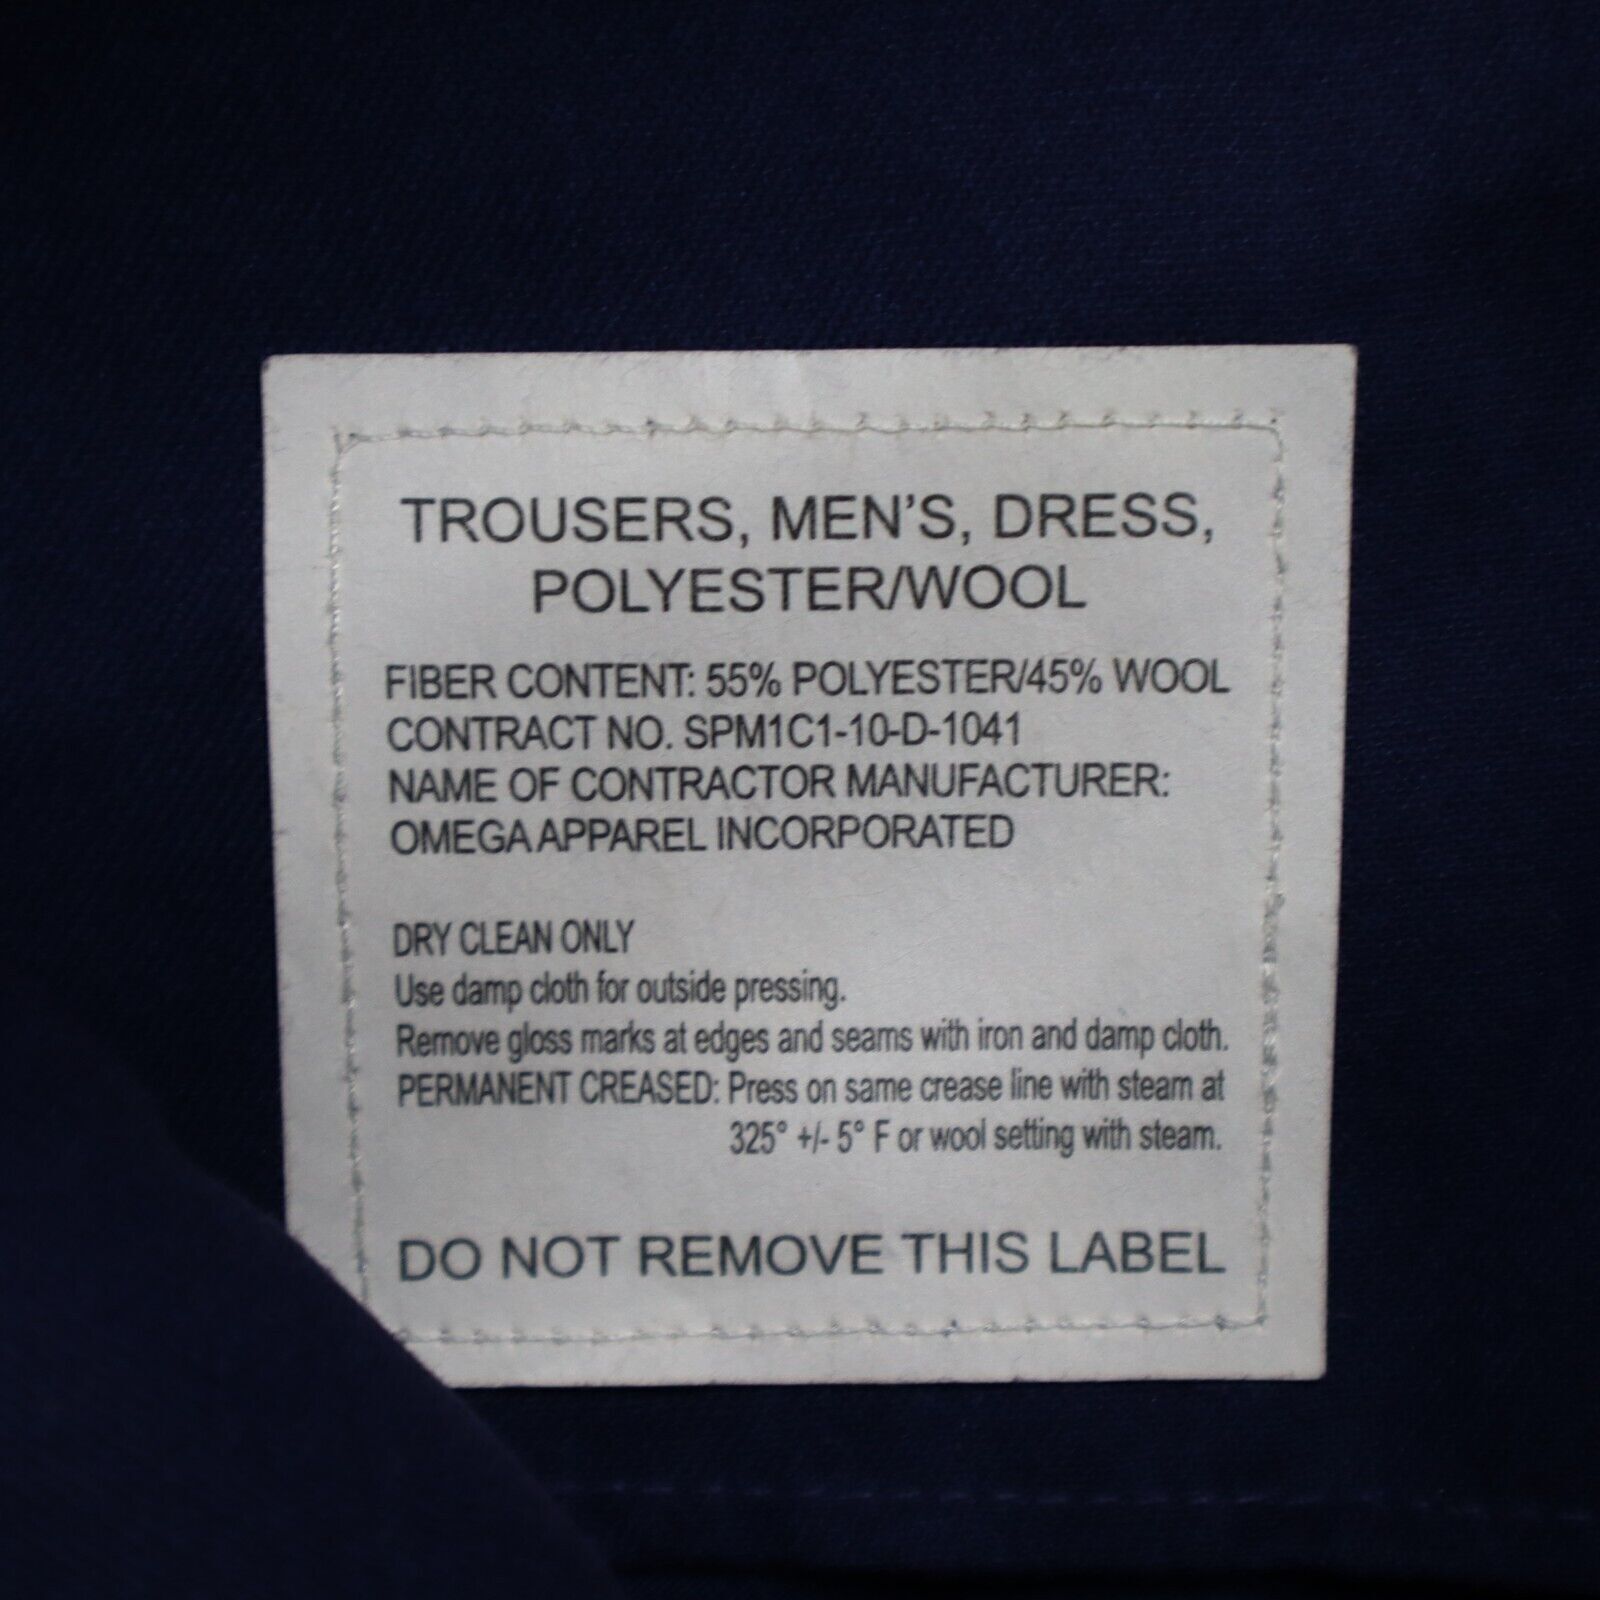 TROUSERS, MEN'S, DRESS,
POLYESTER/WOOL
FIBER CONTENT: 55% POLYESTER/45% WOOL
CONTRACT NO. SPM1C1-10-D-1041
NAME OF CONTRACTOR MANUFACTURER:
OMEGA APPAREL INCORPORATED
DRY CLEAN ONLY
Use damp cloth for outside pressing.
Remove gloss marks at edges and seams with iron and damp cloth.
PERMANENT CREASED: Press on same crease line with steam at
325° +/- 5° F or wool setting with steam.
DO NOT REMOVE THIS LABEL